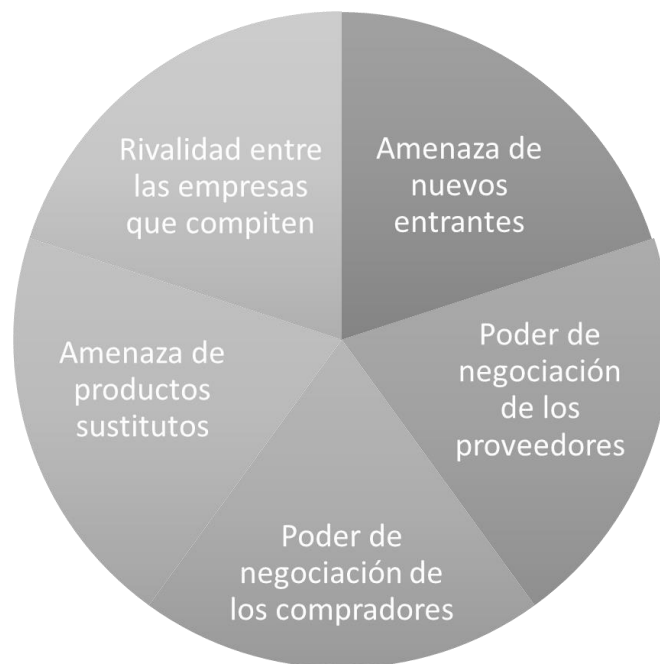 Rivalidad entre
las empresas
que compiten
Amenaza de
nuevos
entrantes
Poder de
negociación
de los
proveedores
Poder de
negociación de
los compradores
Amenaza de
productos
sustitutos